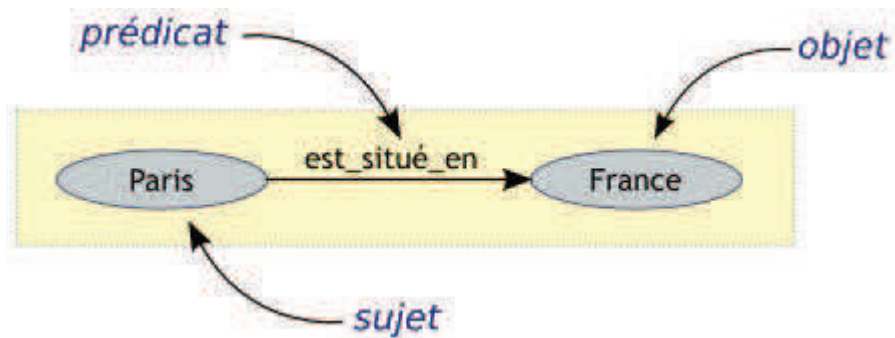 prédicat
objet
est_situé_en
Paris
France
sujet